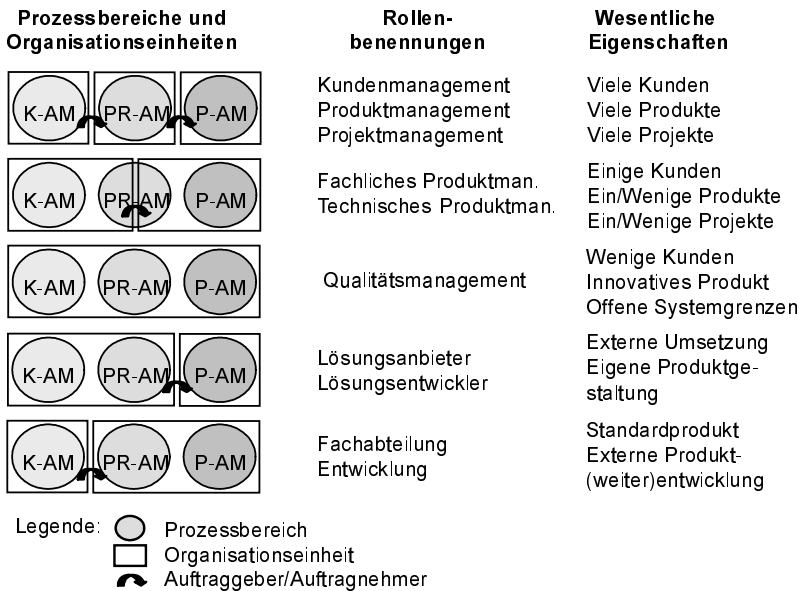 Prozessbereiche und
Organisationseinheiten
Rollen-
benennungen
Wesentliche
Eigenschaften
K-AM PR-AM P-AM
Kundenmanagement
Produktmanagement
Projektmanagement
Viele Kunden
Viele Produkte
Viele Projekte
K-AM PR-AM P-AM
Fachliches Produktman.
Technisches Produktman.
Einige Kunden
Ein/Wenige Produkte
Ein/Wenige Projekte
K-AM PR-AM P-AM
Qualitätsmanagement
Wenige Kunden
Innovatives Produkt
Offene Systemgrenzen
K-AM PR-AM P-AM
Lösungsanbieter
Lösungsentwickler
Externe Umsetzung
Eigene Produktge-
staltung
K-AM PR-AM P-AM
Fachabteilung
Entwicklung
Standardprodukt
Externe Produkt-
(weiter)entwicklung
Legende:
Prozessbereich
Organisationseinheit
Auftraggeber/Auftragnehmer